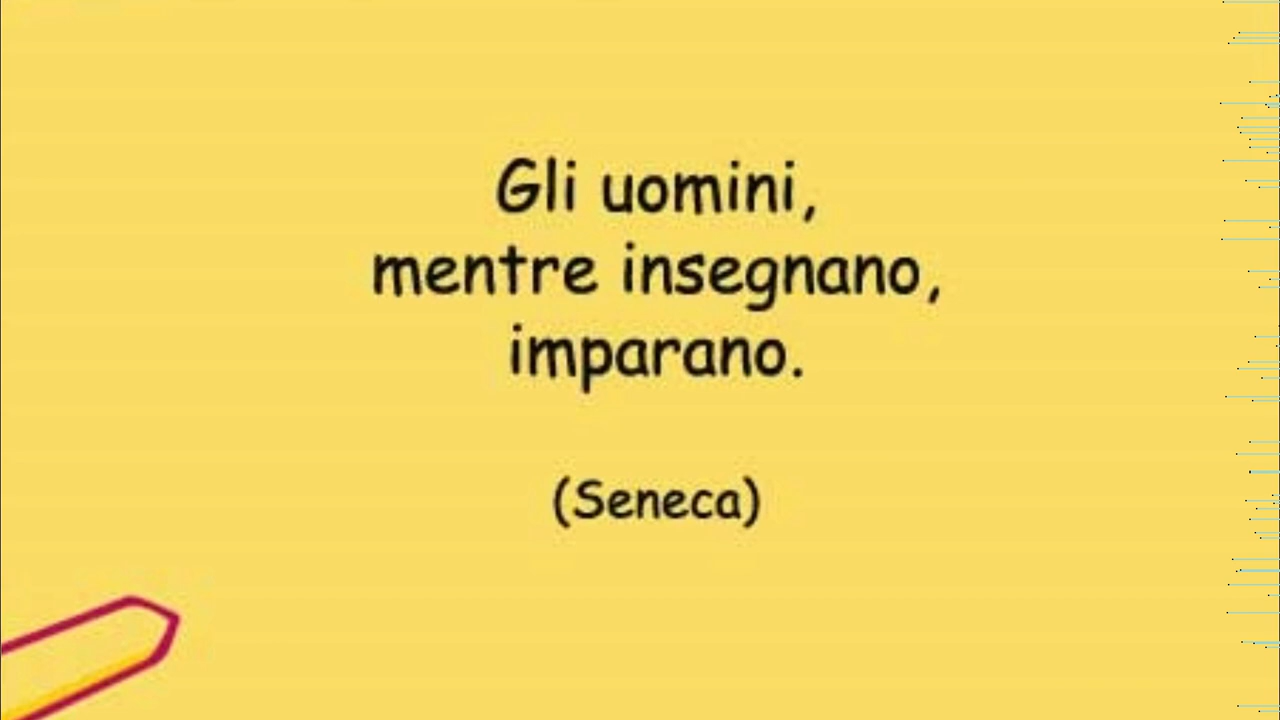 Gli uomini,
mentre insegnano,
imparano.
(Seneca)